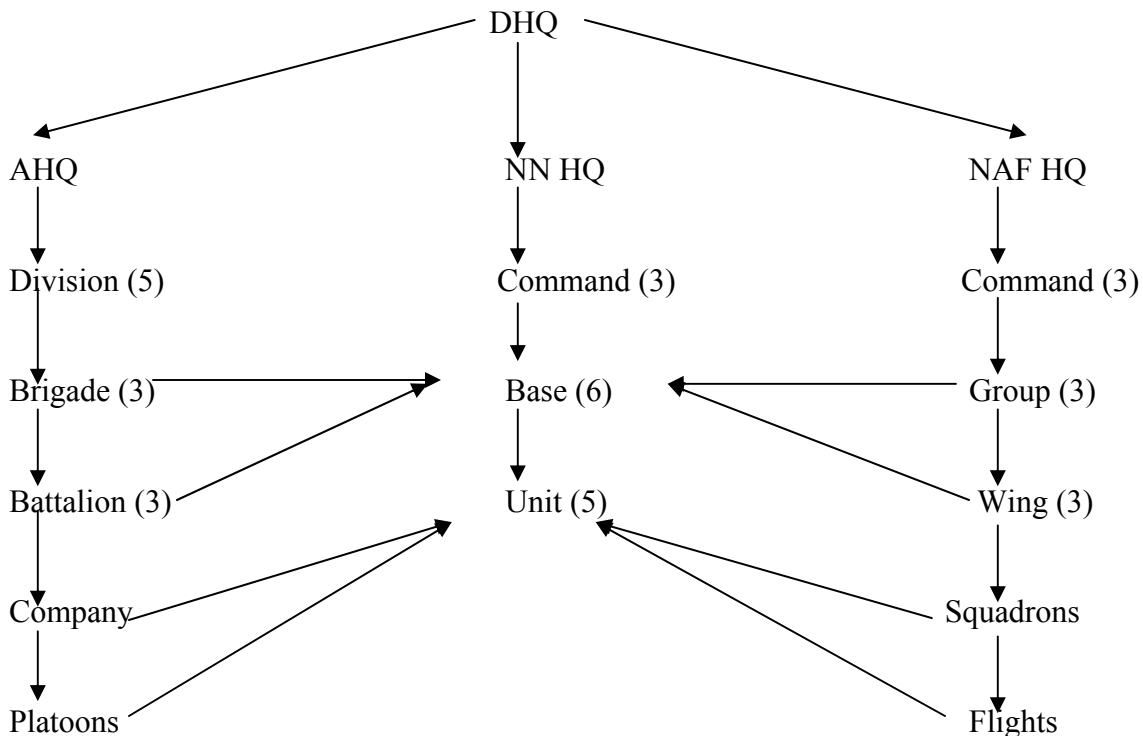 DHQ
AHQ NN HQ NAF HQ
Division (5) Command (3) Command (3)
Brigade (3) Base (6) Group (3)
Battalion (3) Unit (5) Wing (3)
Company Squadrons
Platoons Flights